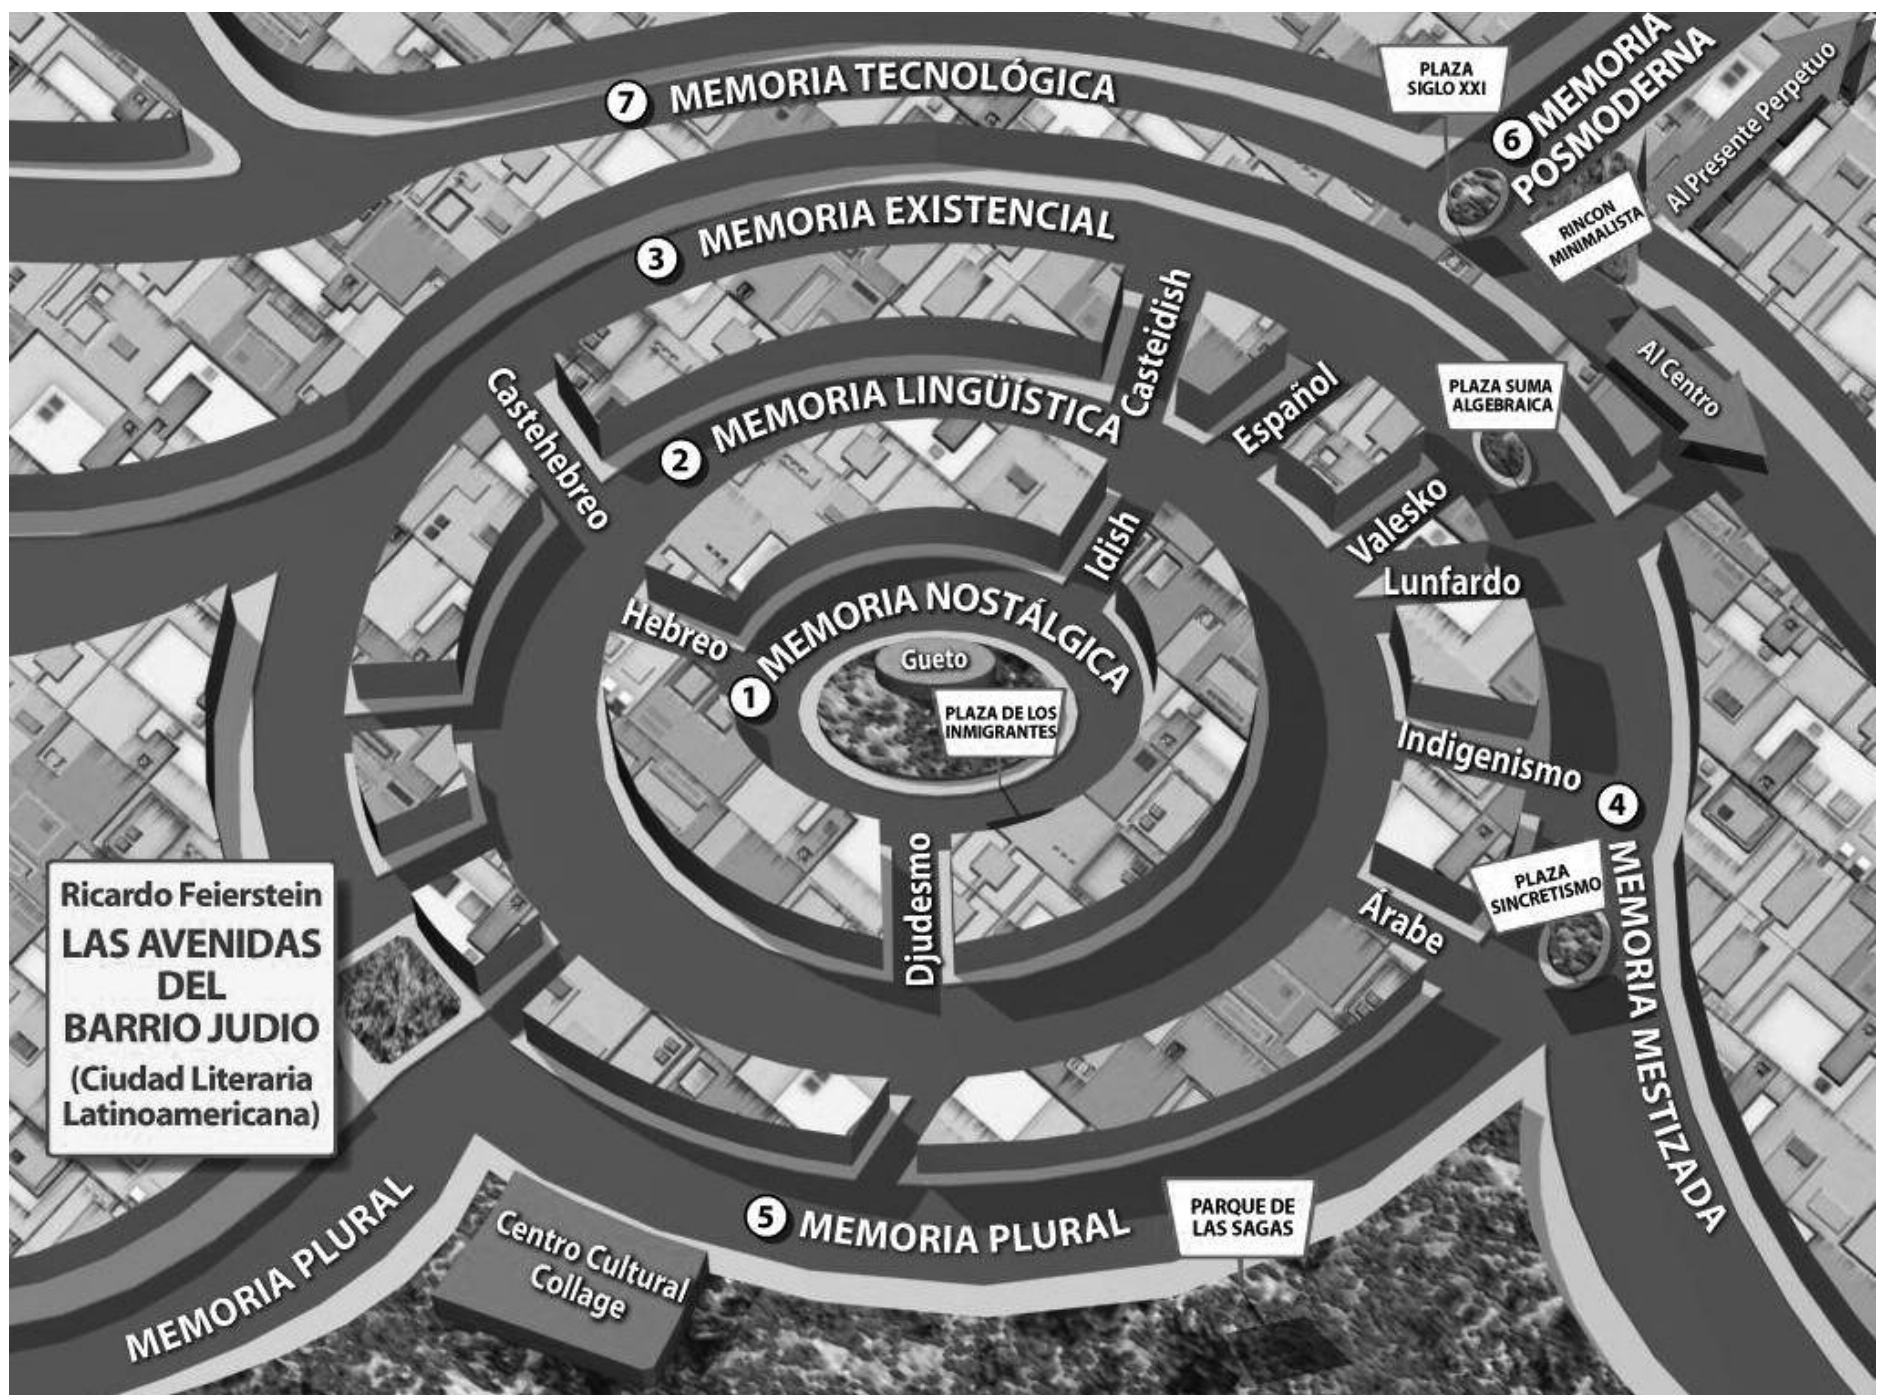 7 MEMORIA TECNOLÓGICA
PLAZA
SIGLO XXI
6 MEMORIA
POSMODERNA
Al Presente Perpetuo
RINCON
MINIMALISTA
3 MEMORIA EXISTENCIAL
Casteidish
Al Centro
Castehebreo
2 MEMORIA LINGÜÍSTICA
Español
PLAZA SUMA
ALGEBRAICA
Valesko
Idish
Lunfardo
Hebreo
1 MEMORIA NOSTÁLGICA
Gueto
PLAZA DE LOS
INMIGRANTES
Indigenismo
4 MEMORIA MESTIZADA
Djudesmo
PLAZA
SINCRETISMO
Árabe
Ricardo Feierstein
LAS AVENIDAS
DEL
BARRIO JUDIO
(Ciudad Literaria
Latinoamericana)
MEMORIA PLURAL
Centro Cultural
Collage
5 MEMORIA PLURAL
PARQUE DE
LAS SAGAS